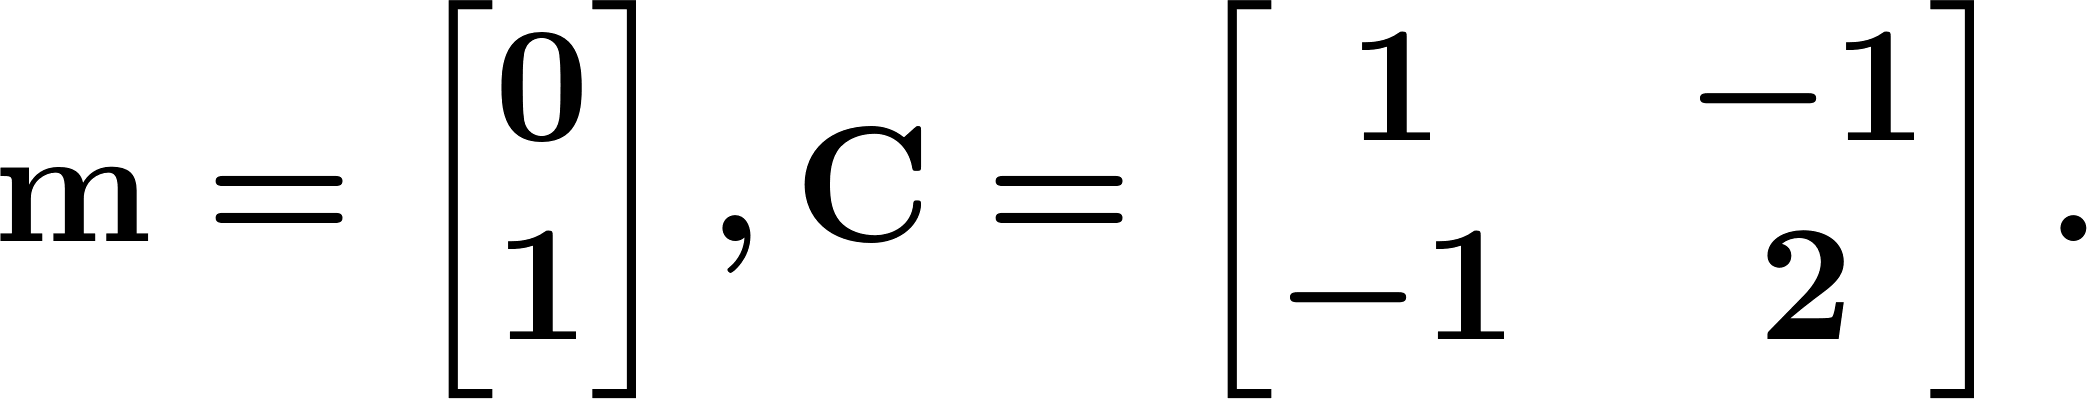 m = [0 1], C = [1 −1 −1 2].